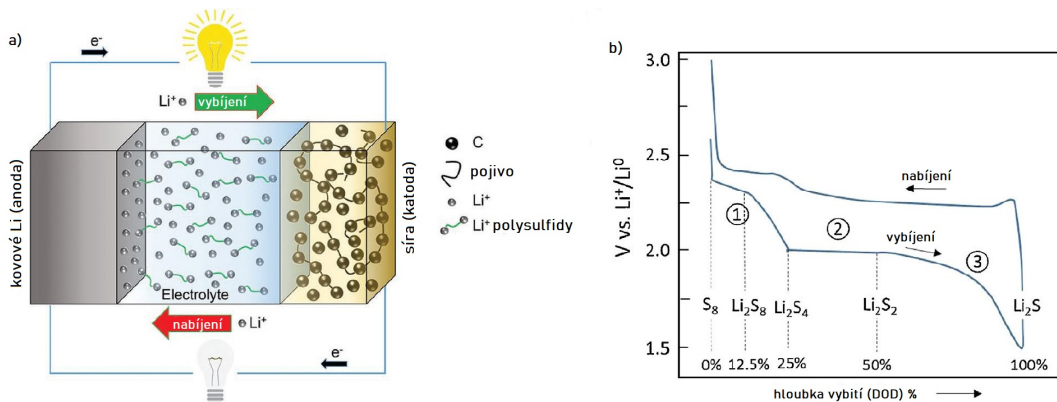 a)
e-
Li⁺
vybíjení
kovové Li (anoda)
síra (katoda)
C
pojivo
Li⁺
Li⁺ polysulfidy
Electrolyte
nabíjení
Li⁺
e-
b)
V vs. Li⁺/Li⁰
3.0
2.5
2.0
1.5
nabíjení
vybíjení
1
2
3
S₈
Li₂S₈
Li₂S₄
Li₂S₂
Li₂S
0%
12.5%
25%
50%
100%
hloubka vybití (DOD) %